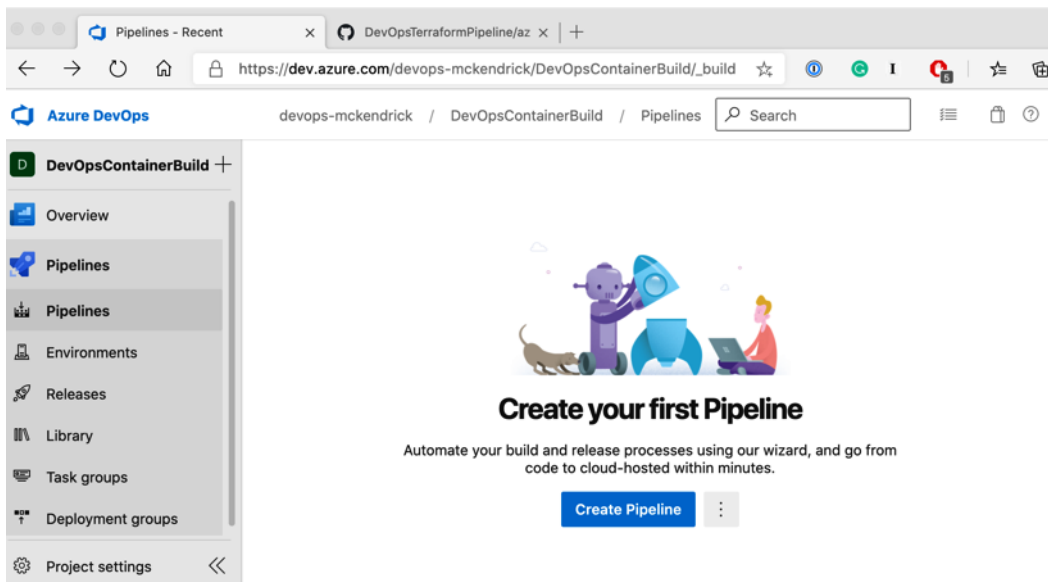 Pipelines - Recent
DevOpsTerraformPipeline/az
https://dev.azure.com/devops-mckendrick/DevOpsContainerBuild/_build
5
Azure DevOps
devops-mckendrick / DevOpsContainerBuild / Pipelines
Search
D DevOpsContainerBuild
Overview
Pipelines
Pipelines
Environments
Releases
Library
Task groups
Deployment groups
Project settings
Create your first Pipeline
Automate your build and release processes using our wizard, and go from
code to cloud-hosted within minutes.
Create Pipeline